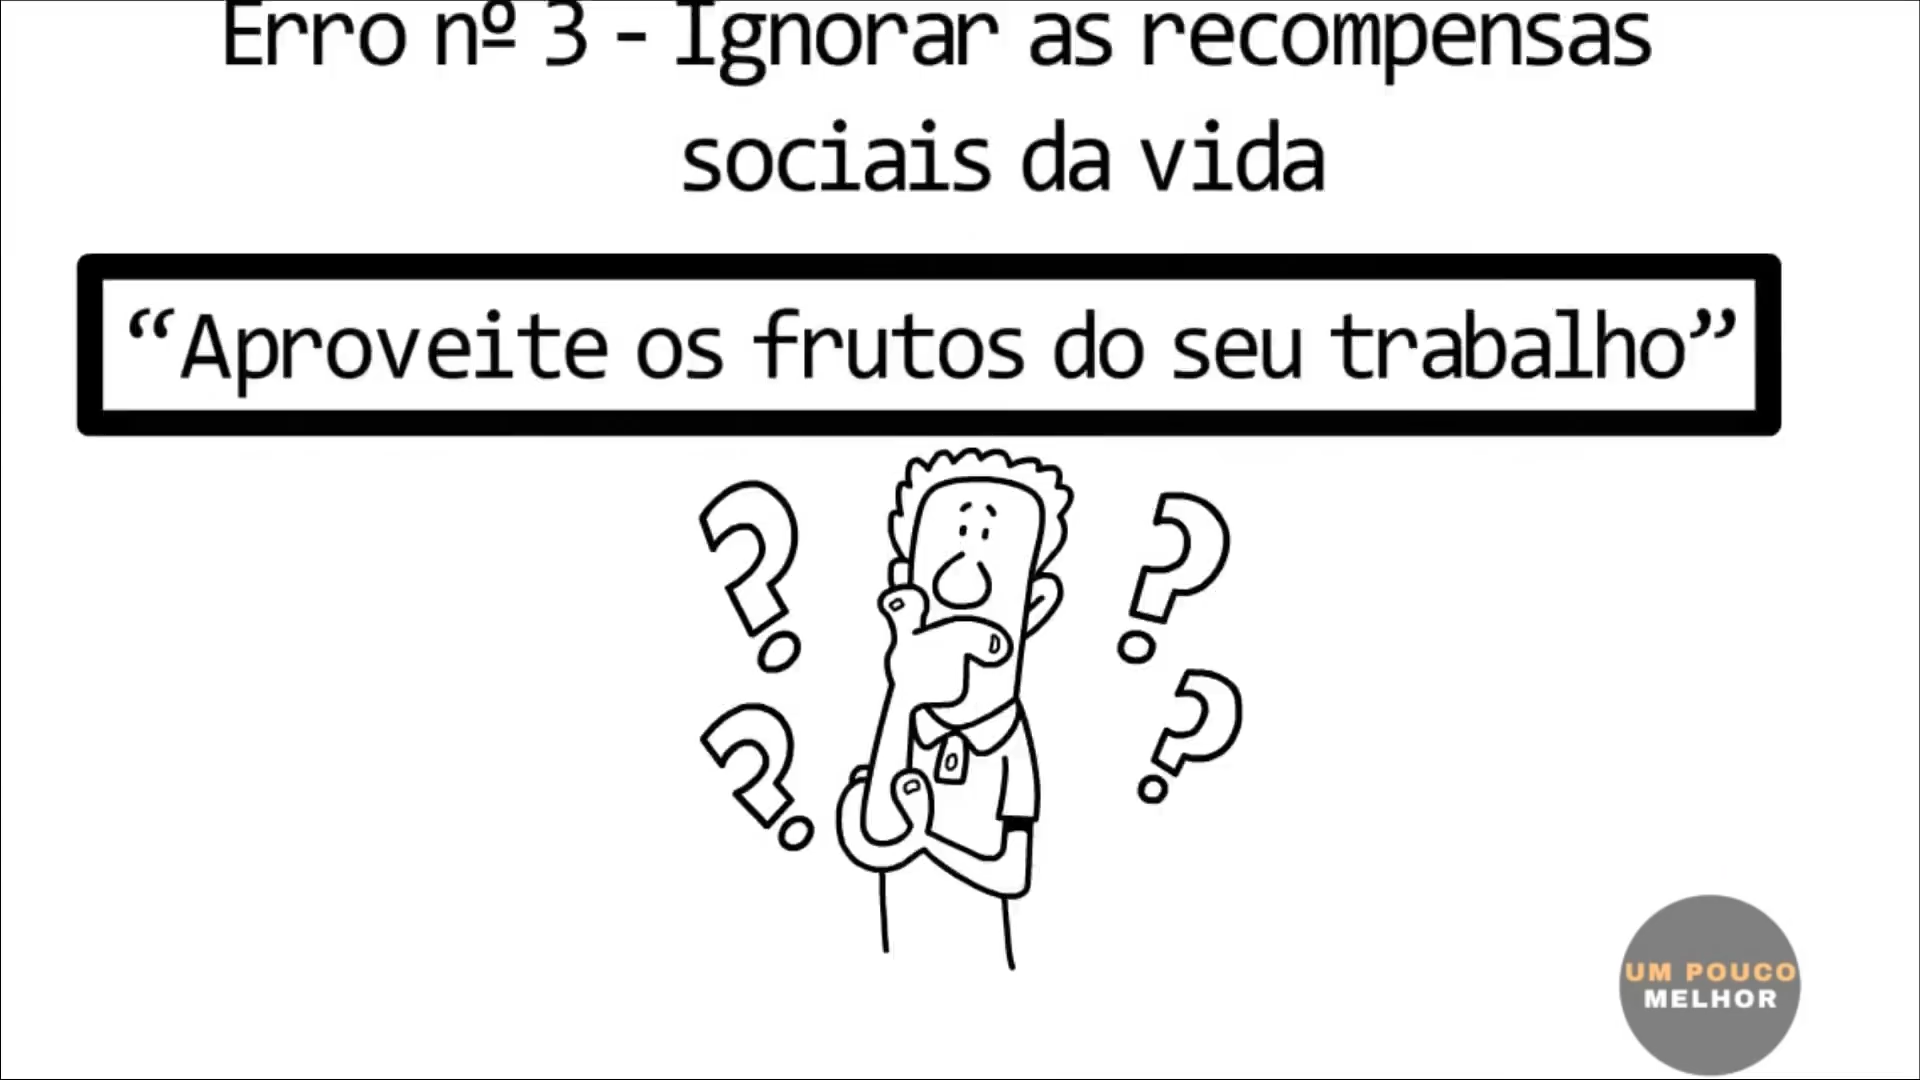 Erro nº 3 - Ignorar as recompensas
sociais da vida
“Aproveite os frutos do seu trabalho”
UM POUCO
MELHOR